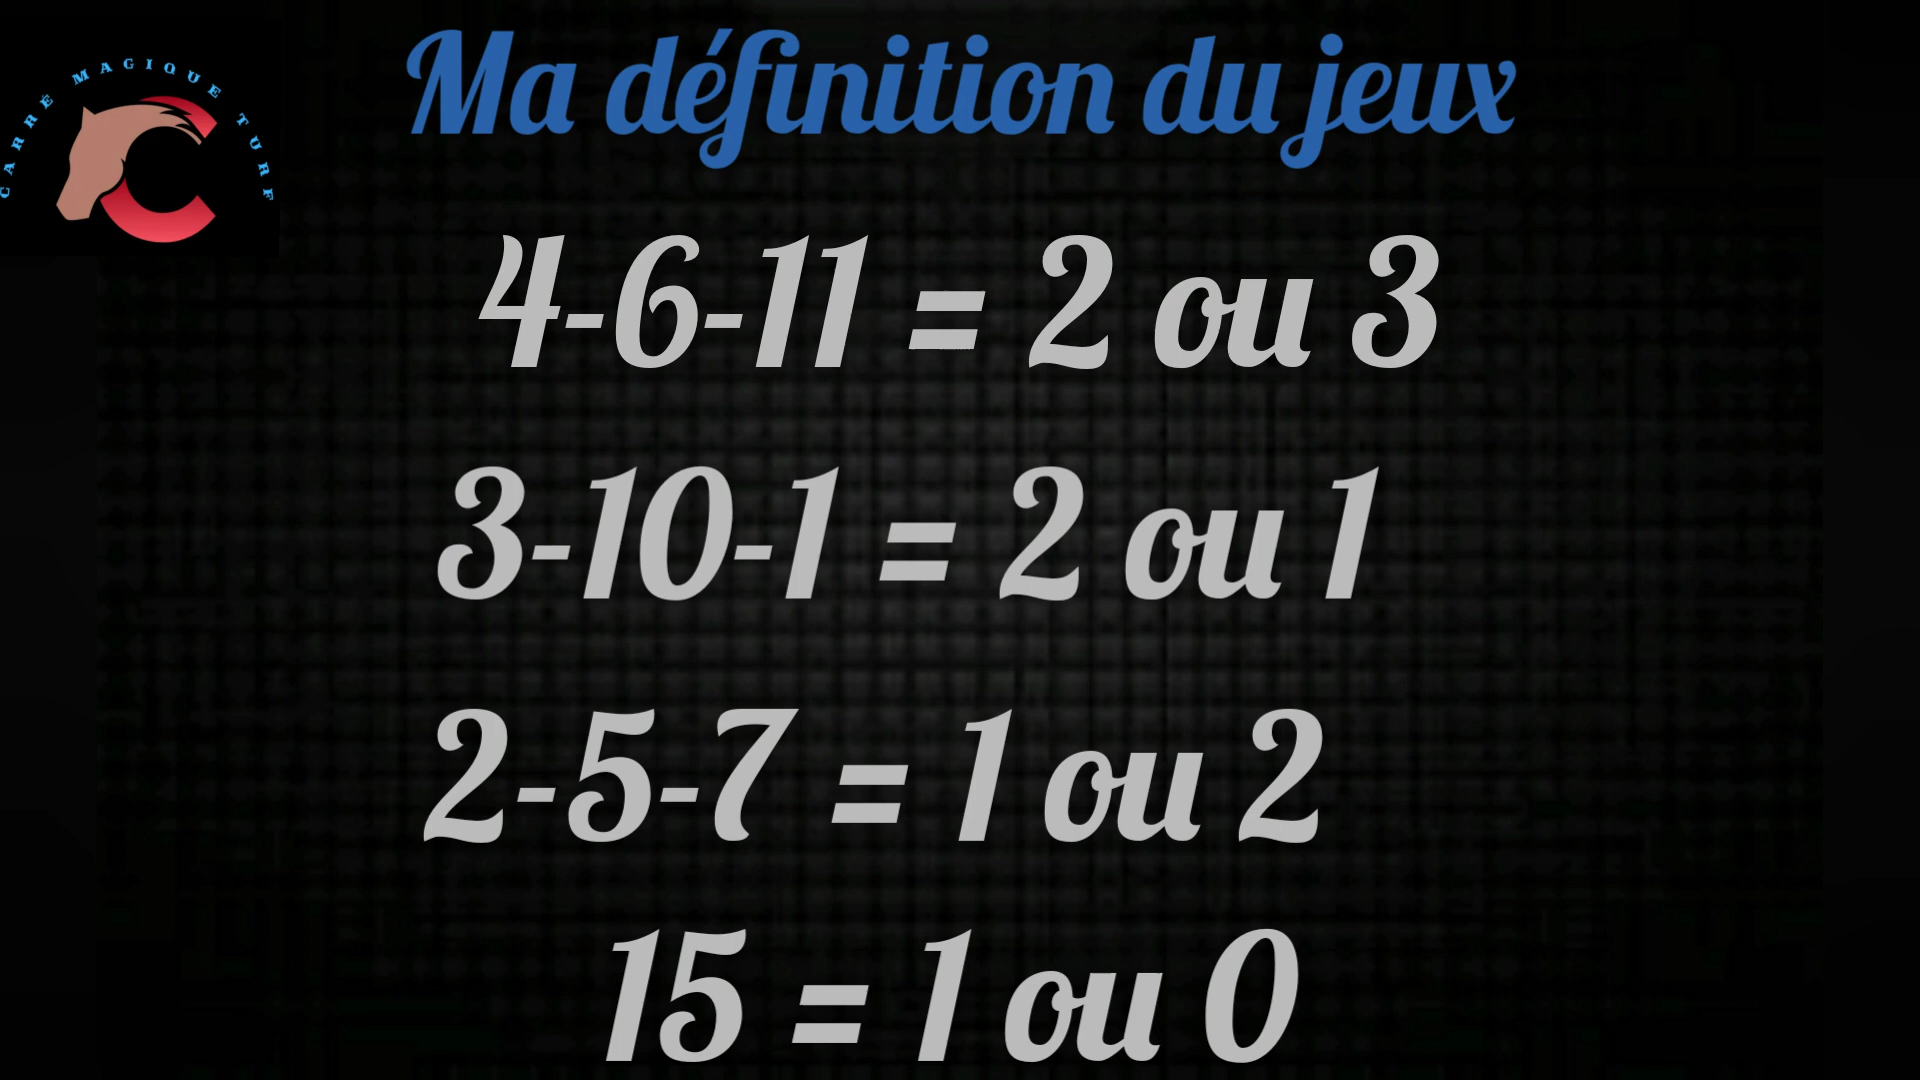 CARRÉ MAGIQUE TURF
Ma définition du jeux
4-6-11 = 2 ou 3
3-10-1 = 2 ou 1
2-5-7 = 1 ou 2
15 = 1 ou 0